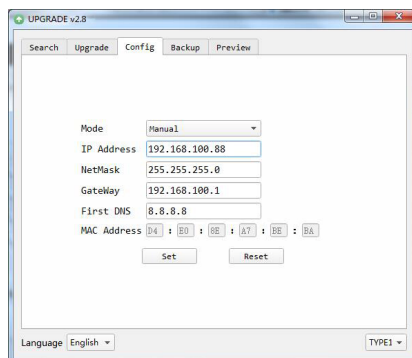 UPGRADE v2.8
Search Upgrade Config Backup Preview
Mode Manual
IP Address 192.168.100.88
NetMask 255.255.255.0
GateWay 192.168.100.1
First DNS 8.8.8.8
MAC Address D4 : E0 : 8E : A7 : BE : BA
Set Reset
Language English TYPE1